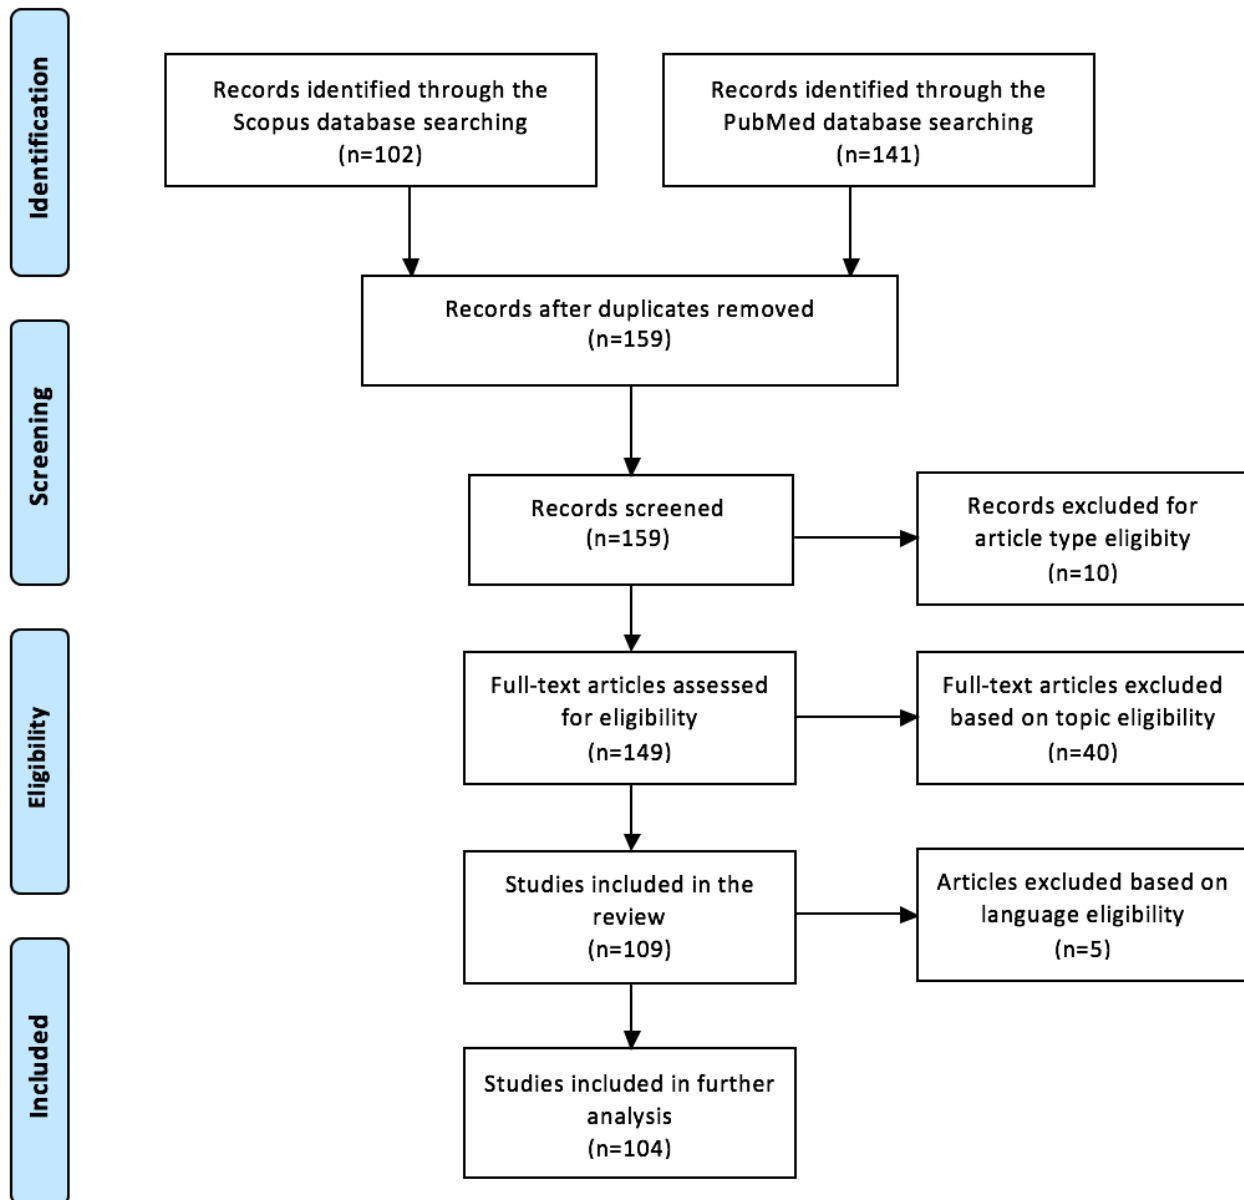 Identification
Records identified through the
Scopus database searching
(n=102)
Records identified through the
PubMed database searching
(n=141)
Records after duplicates removed
(n=159)
Screening
Records screened
(n=159)
Records excluded for
article type eligibity
(n=10)
Eligibility
Full-text articles assessed
for eligibility
(n=149)
Full-text articles excluded
based on topic eligibility
(n=40)
Studies included in the
review
(n=109)
Articles excluded based on
language eligibility
(n=5)
Included
Studies included in further
analysis
(n=104)